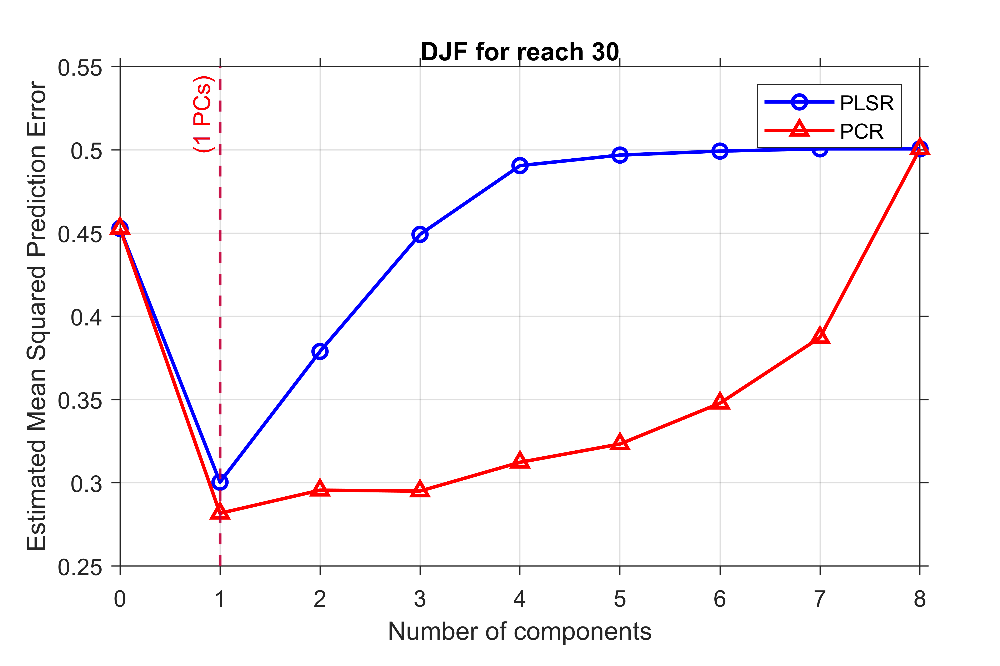 DJF for reach 30
Estimated Mean Squared Prediction Error
0.55
0.5
0.45
0.4
0.35
0.3
0.25
(1 PCs)
PLSR
PCR
0 1 2 3 4 5 6 7 8
Number of components